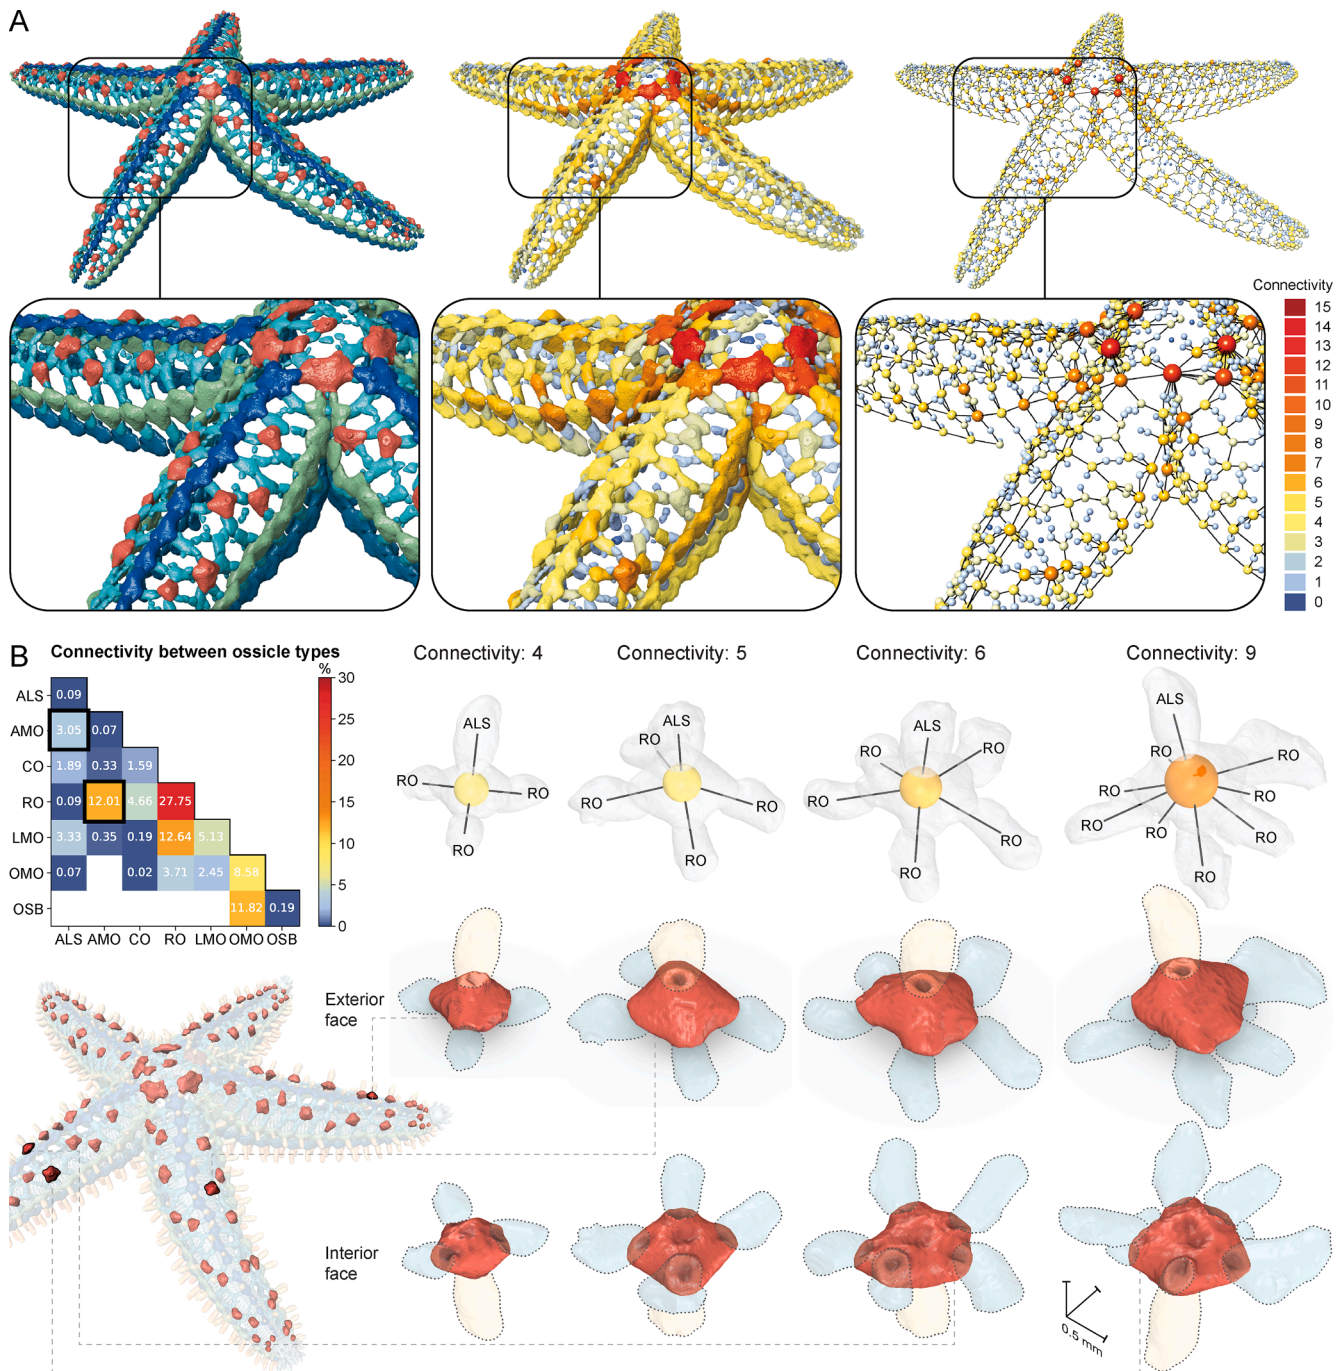 A
Connectivity
15
14
13
12
11
10
9
8
7
6
5
4
3
2
1
0
B
Connectivity between ossicle types
%
30
25
20
15
10
5
0
ALS 0.09
AMO 3.05 0.07
CO 1.89 0.33 1.59
RO 0.09 12.01 4.66 27.75
LMO 3.33 0.35 0.19 12.64 5.13
OMO 0.07 0.02 3.71 2.45 8.58
OSB 11.82 0.19
ALS AMO CO RO LMO OMO OSB
Connectivity: 4
ALS
RO
RO
RO
Connectivity: 5
ALS
RO
RO
RO
RO
Connectivity: 6
ALS
RO
RO
RO
RO
RO
Connectivity: 9
ALS
RO
RO
RO
RO
RO
RO
RO
RO
Exterior
face
Interior
face
0.5 mm